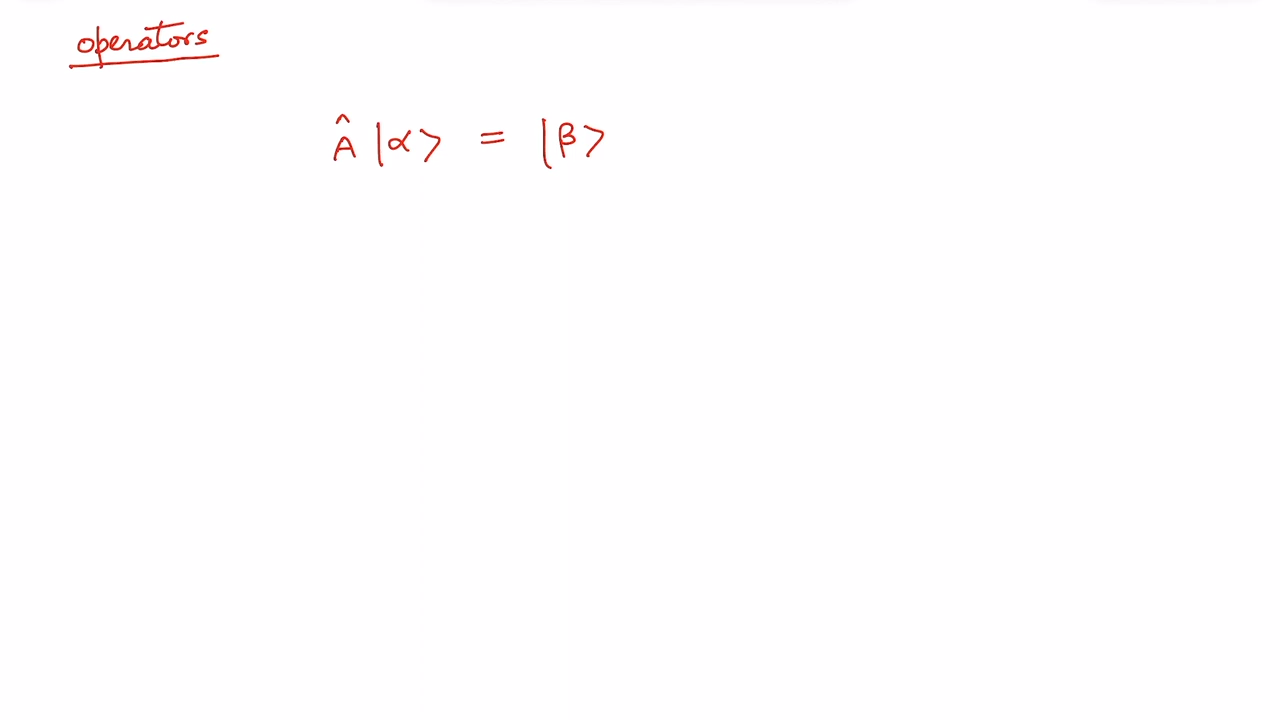 operators
Â |α> = |β>